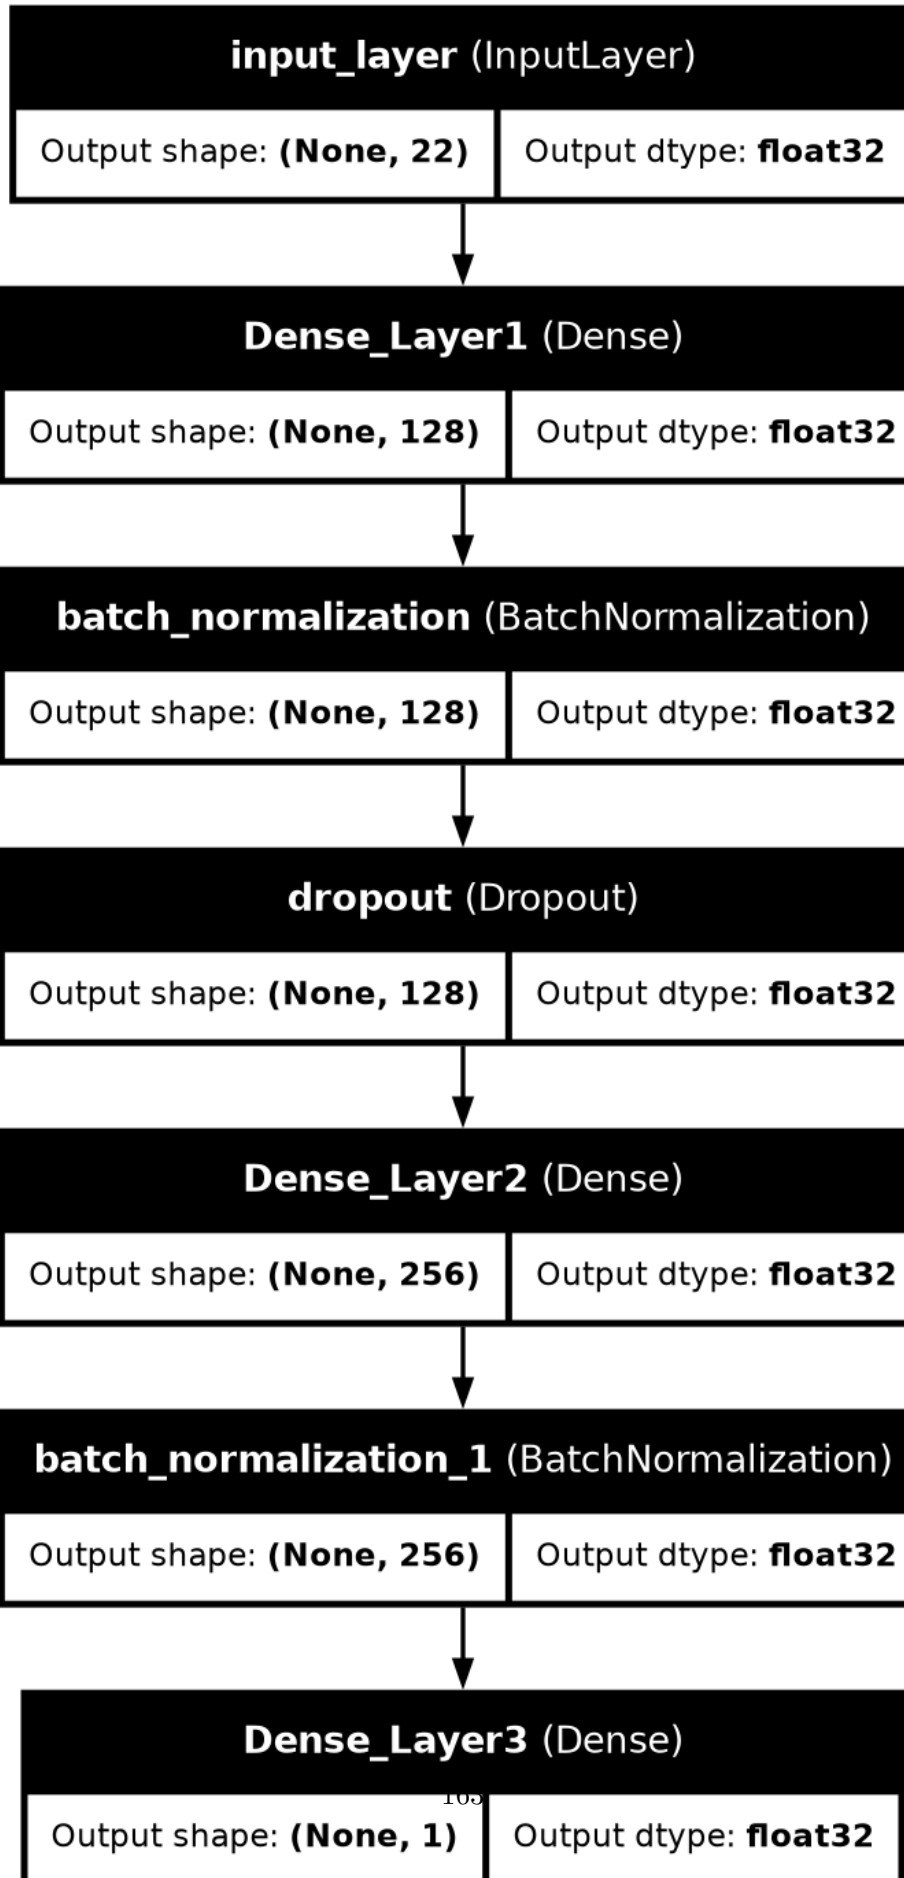 input_layer (InputLayer)
Output shape: (None, 22) Output dtype: float32
Dense_Layer1 (Dense)
Output shape: (None, 128) Output dtype: float32
batch_normalization (BatchNormalization)
Output shape: (None, 128) Output dtype: float32
dropout (Dropout)
Output shape: (None, 128) Output dtype: float32
Dense_Layer2 (Dense)
Output shape: (None, 256) Output dtype: float32
batch_normalization_1 (BatchNormalization)
Output shape: (None, 256) Output dtype: float32
Dense_Layer3 (Dense)
Output shape: (None, 1) Output dtype: float32